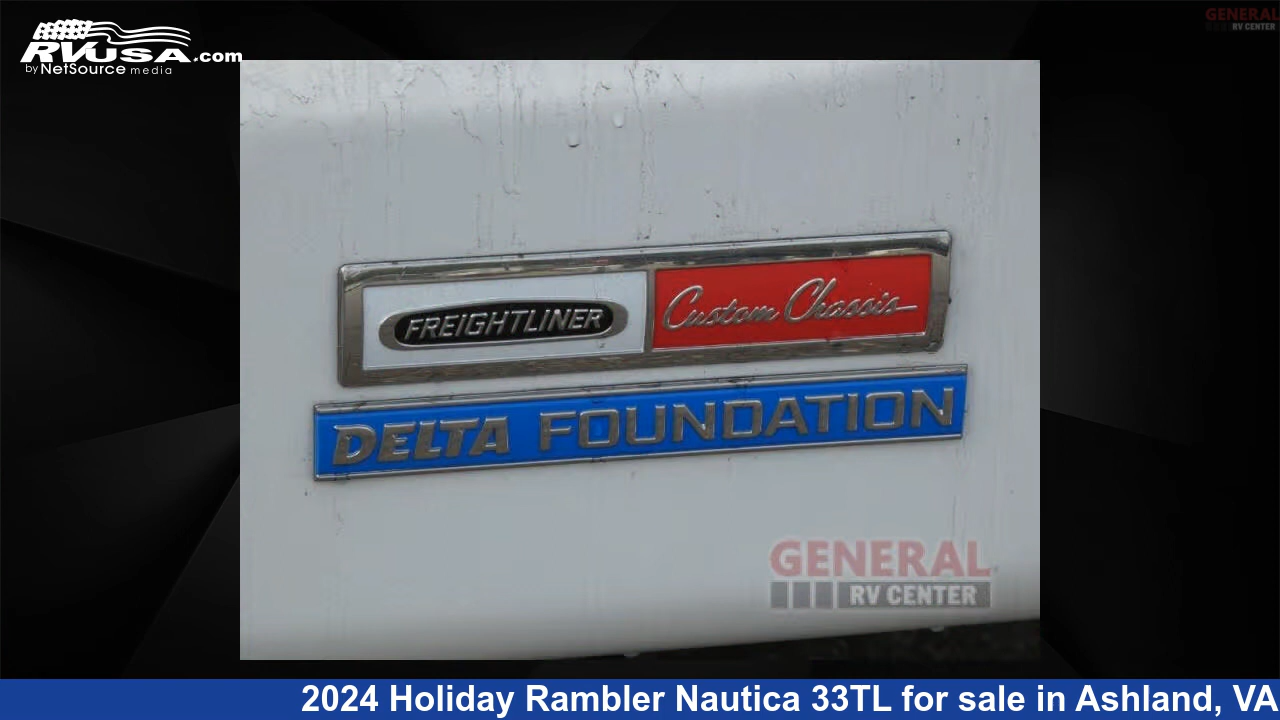 RVUSA.com
by NetSource media
GENERAL
RV CENTER
FREIGHTLINER
Custom Chassis
DELTA FOUNDATION
GENERAL
RV CENTER
2024 Holiday Rambler Nautica 33TL for sale in Ashland, VA